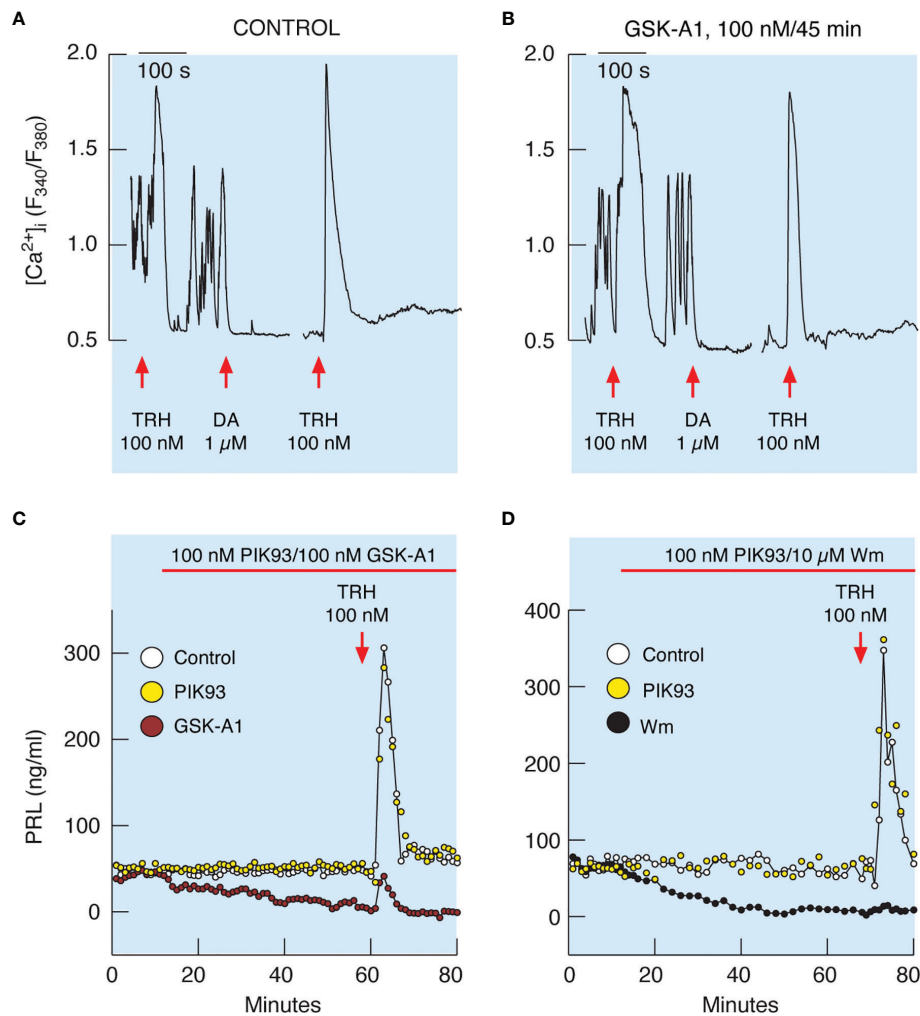 A
CONTROL
100 s
[Ca²⁺]ᵢ (F₃₄₀/F₃₈₀)
2.0
1.5
1.0
0.5
TRH
100 nM
DA
1 µM
TRH
100 nM
B
GSK-A1, 100 nM/45 min
100 s
2.0
1.5
1.0
0.5
TRH
100 nM
DA
1 µM
TRH
100 nM
C
100 nM PIK93/100 nM GSK-A1
TRH
100 nM
Control
PIK93
GSK-A1
PRL (ng/ml)
300
200
100
0
0 20 40 60 80
Minutes
D
100 nM PIK93/10 µM Wm
TRH
100 nM
Control
PIK93
Wm
400
300
200
100
0
0 20 40 60 80
Minutes